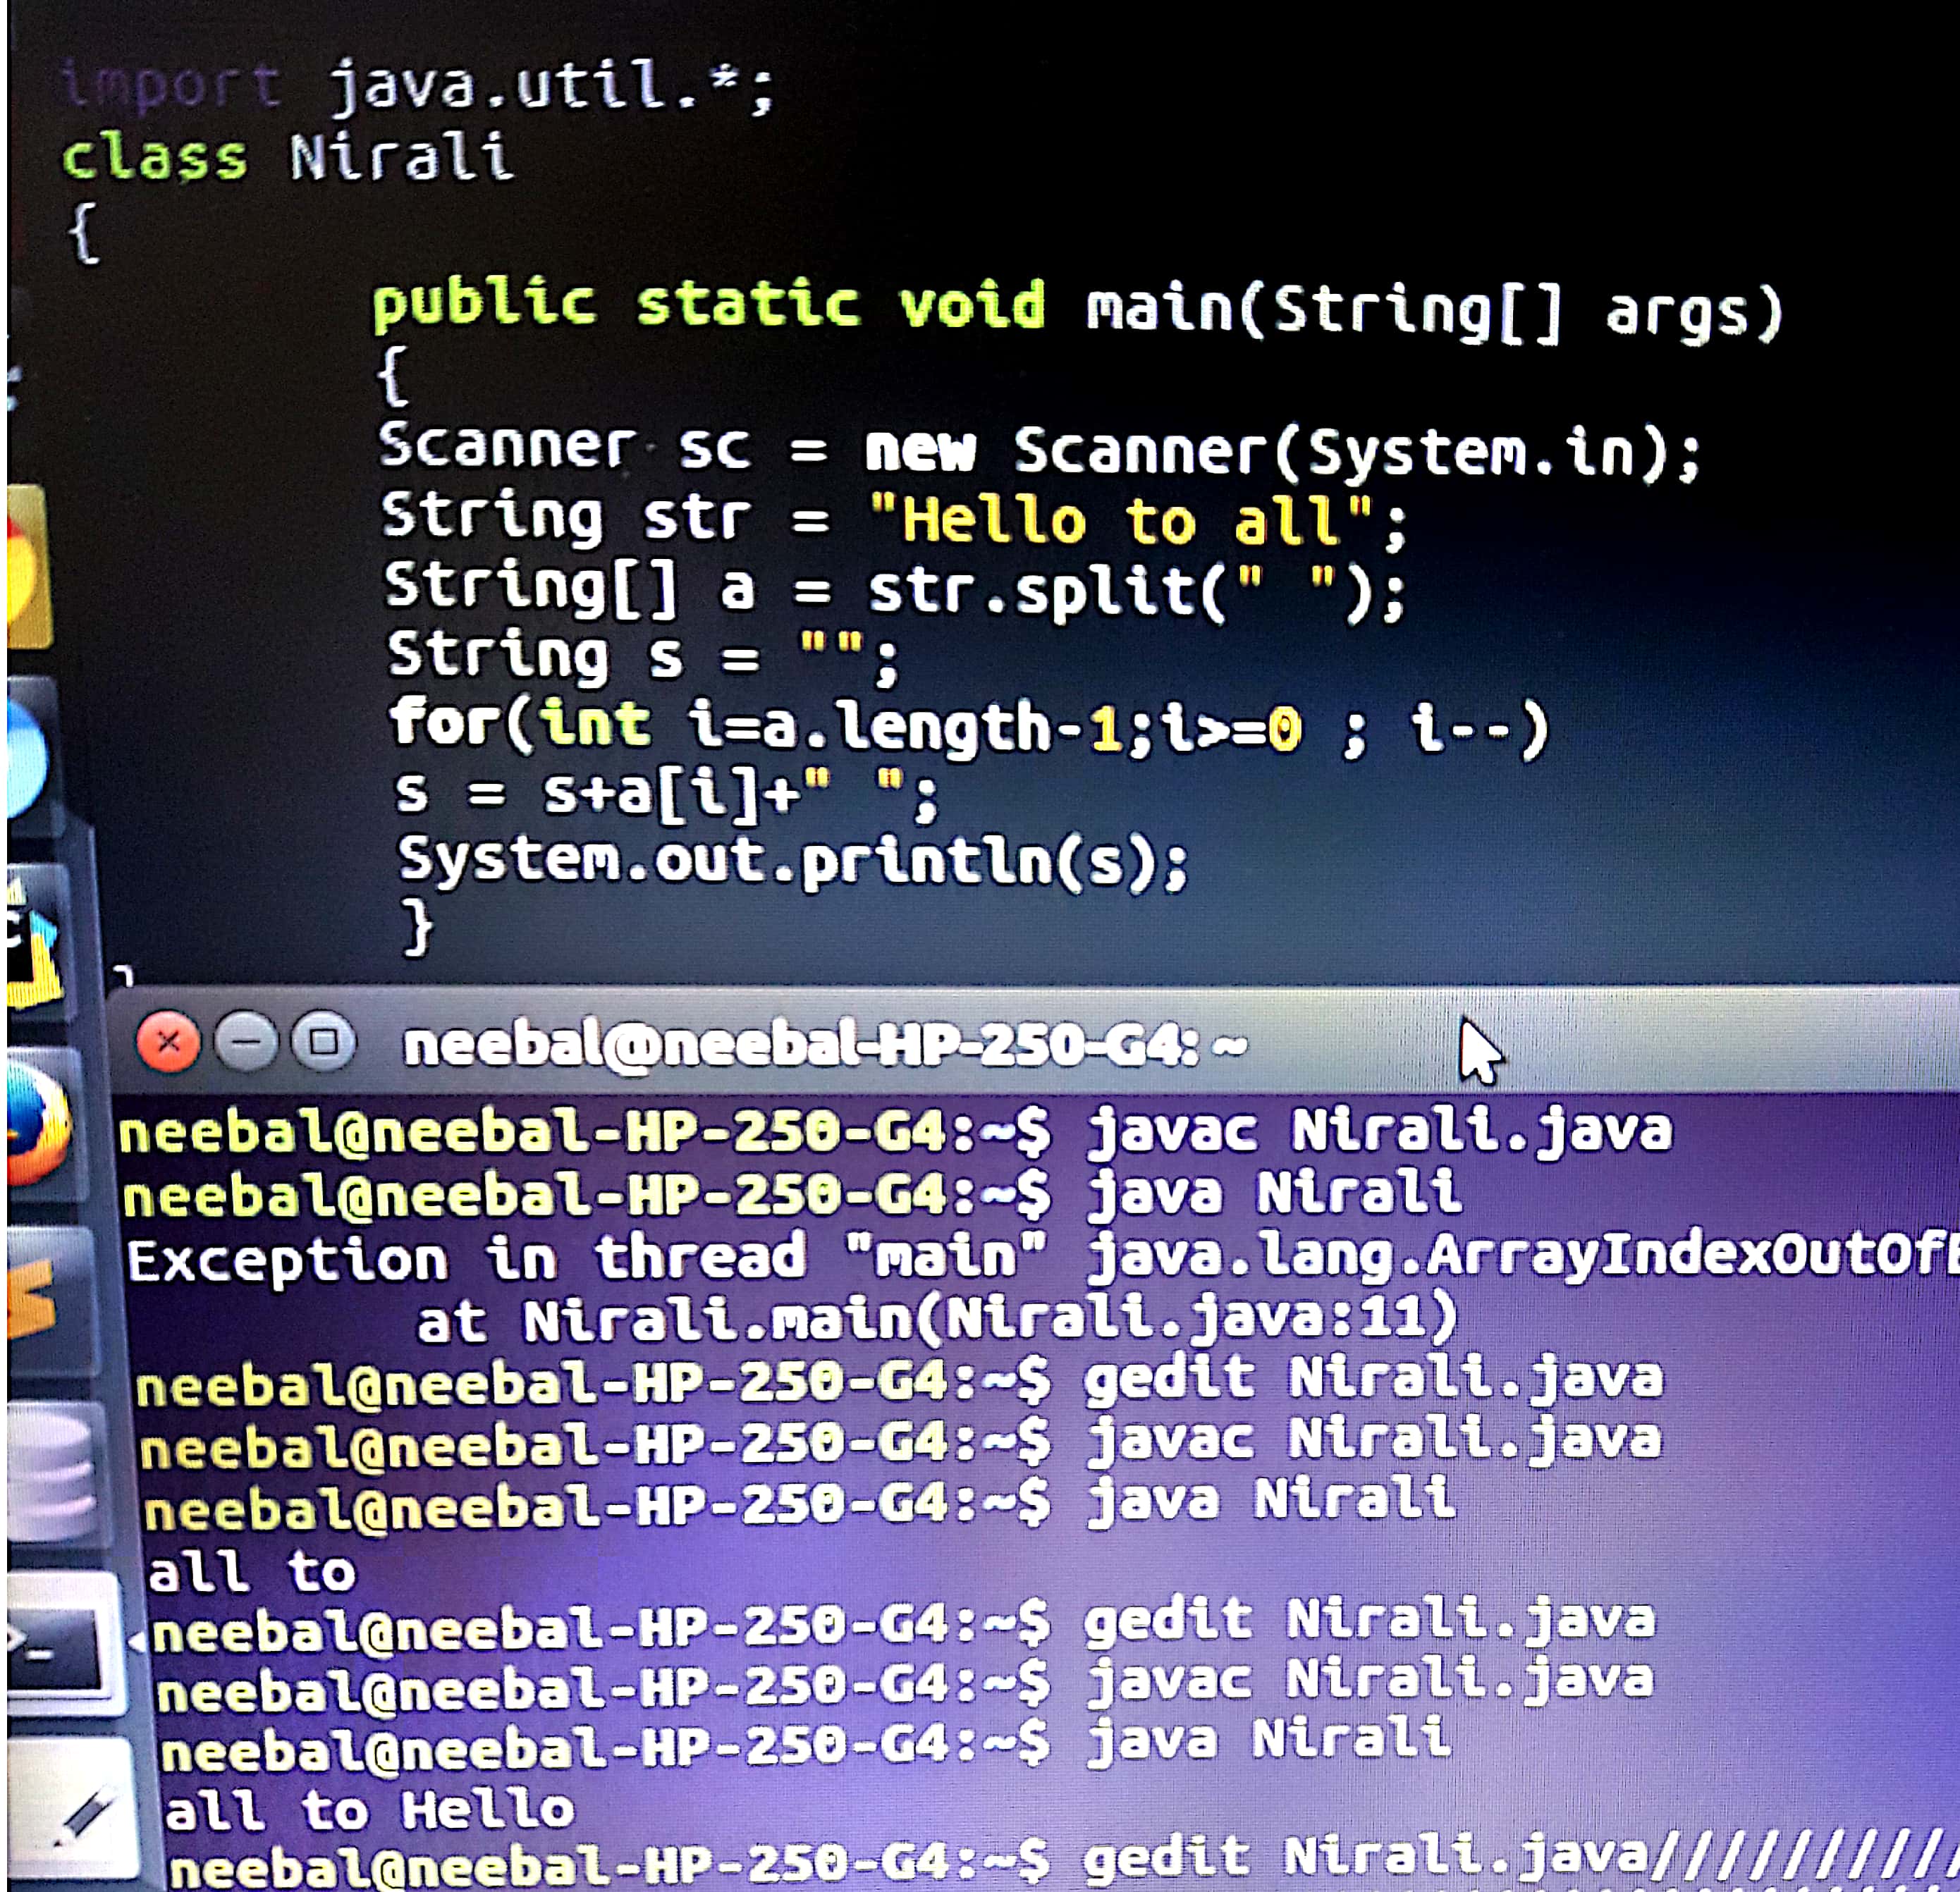 import java.util.*;
class Nirali
{
public static void main(String[] args)
{
Scanner sc = new Scanner(System.in);
String str = "Hello to all";
String[] a = str.split(" ");
String s = "";
for(int i=a.length-1;i>=0 ; i--)
s = s+a[i]+" ";
System.out.println(s);
}
neebal@neebal-HP-250-G4: ~
neebal@neebal-HP-250-G4:~$ javac Nirali.java
neebal@neebal-HP-250-G4:~$ java Nirali
Exception in thread "main" java.lang.ArrayIndexOutOf
at Nirali.main(Nirali.java:11)
neebal@neebal-HP-250-G4:~$ gedit Nirali.java
neebal@neebal-HP-250-G4:~$ javac Nirali.java
neebal@neebal-HP-250-G4:~$ java Nirali
all to
neebal@neebal-HP-250-G4:~$ gedit Nirali.java
neebal@neebal-HP-250-G4:~$ javac Nirali.java
neebal@neebal-HP-250-G4:~$ java Nirali
all to Hello
neebal@neebal-HP-250-G4:~$ gedit Nirali.java//////////